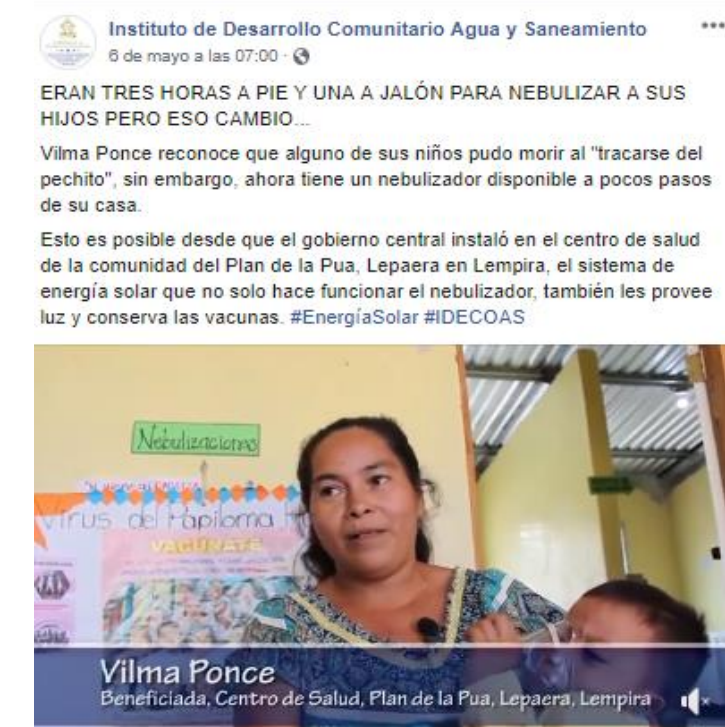 Instituto de Desarrollo Comunitario Agua y Saneamiento
6 de mayo a las 07:00 ·
ERAN TRES HORAS A PIE Y UNA A JALÓN PARA NEBULIZAR A SUS
HIJOS PERO ESO CAMBIO...
Vilma Ponce reconoce que alguno de sus niños pudo morir al "tracarse del
pechito", sin embargo, ahora tiene un nebulizador disponible a pocos pasos
de su casa.
Esto es posible desde que el gobierno central instaló en el centro de salud
de la comunidad del Plan de la Pua, Lepaera en Lempira, el sistema de
energía solar que no solo hace funcionar el nebulizador, también les provee
luz y conserva las vacunas. #EnergíaSolar #IDECOAS
Nebulizaciones
Virus del Papiloma
VACUNATE
Vilma Ponce
Beneficiada, Centro de Salud, Plan de la Pua, Lepaera, Lempira